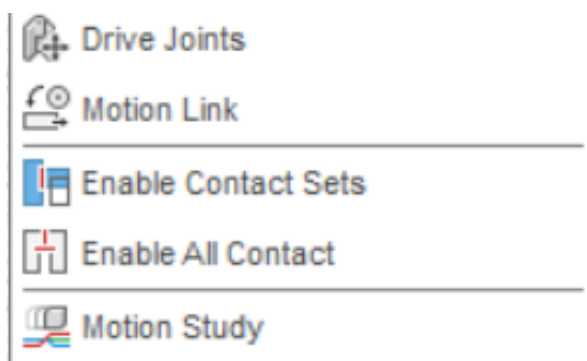 Drive Joints
Motion Link
Enable Contact Sets
Enable All Contact
Motion Study